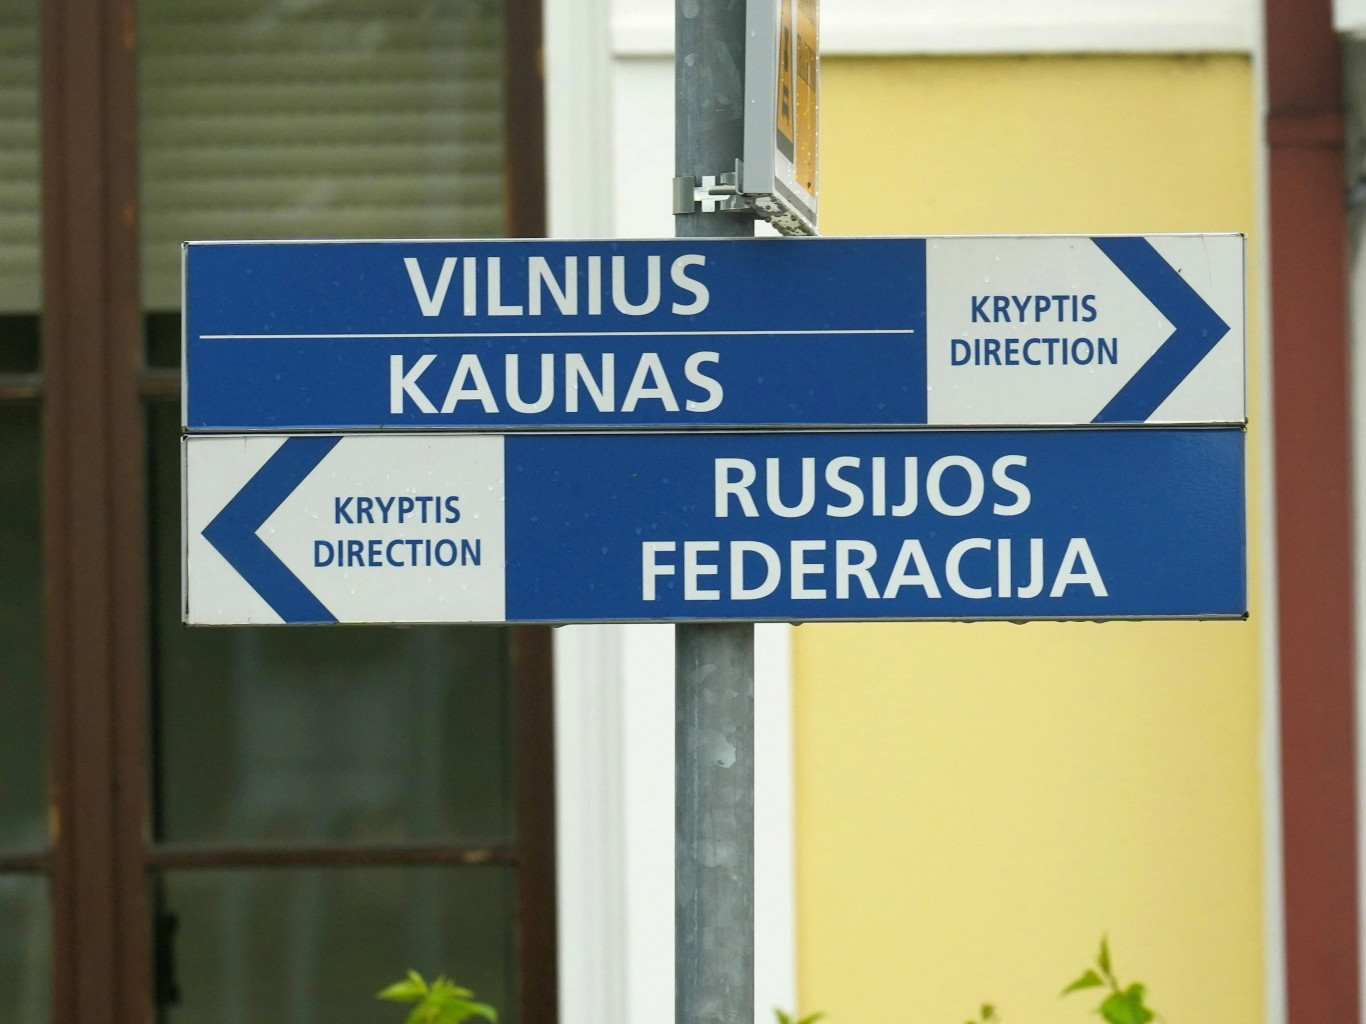 VILNIUS
KAUNAS
KRYPTIS
DIRECTION
KRYPTIS
DIRECTION
RUSIJOS
FEDERACIJA